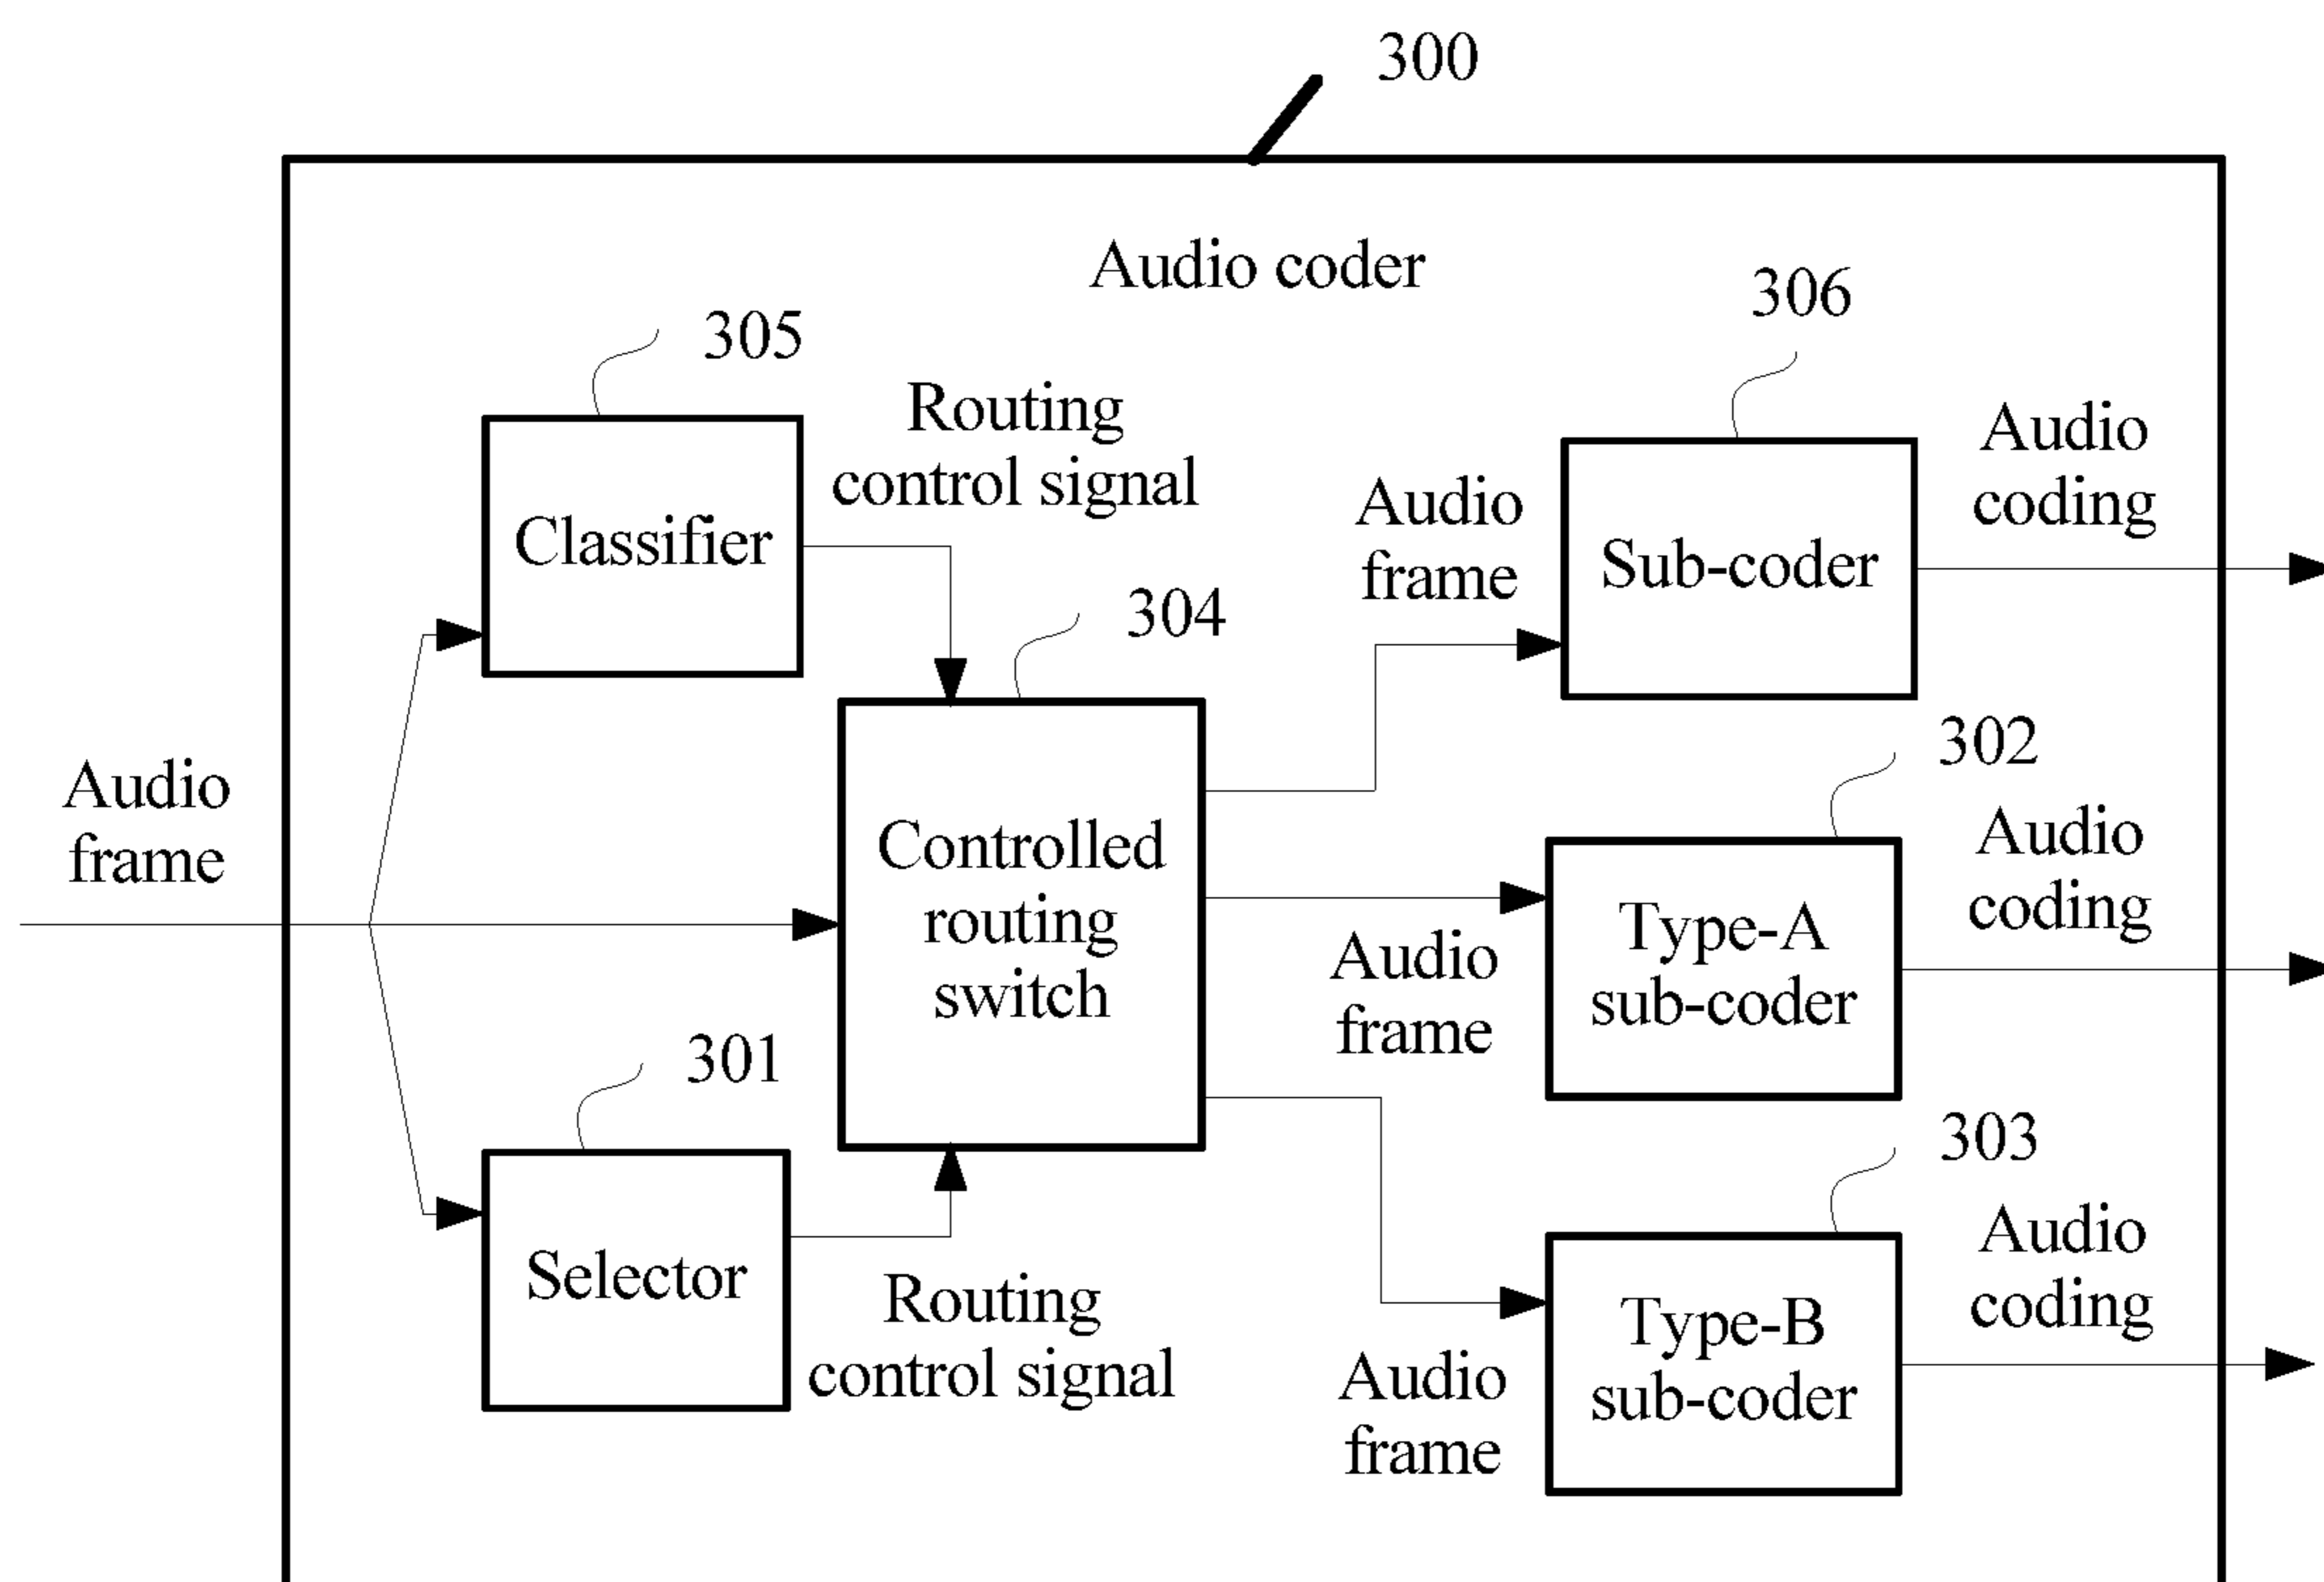 300
Audio coder
305
306
Routing
control signal
Audio
coding
Classifier
Audio
frame
Sub-coder
304
302
Audio
frame
Controlled
routing
switch
Audio
coding
Type-A
sub-coder
Audio
frame
301
303
Selector
Routing
control signal
Audio
coding
Type-B
sub-coder
Audio
frame